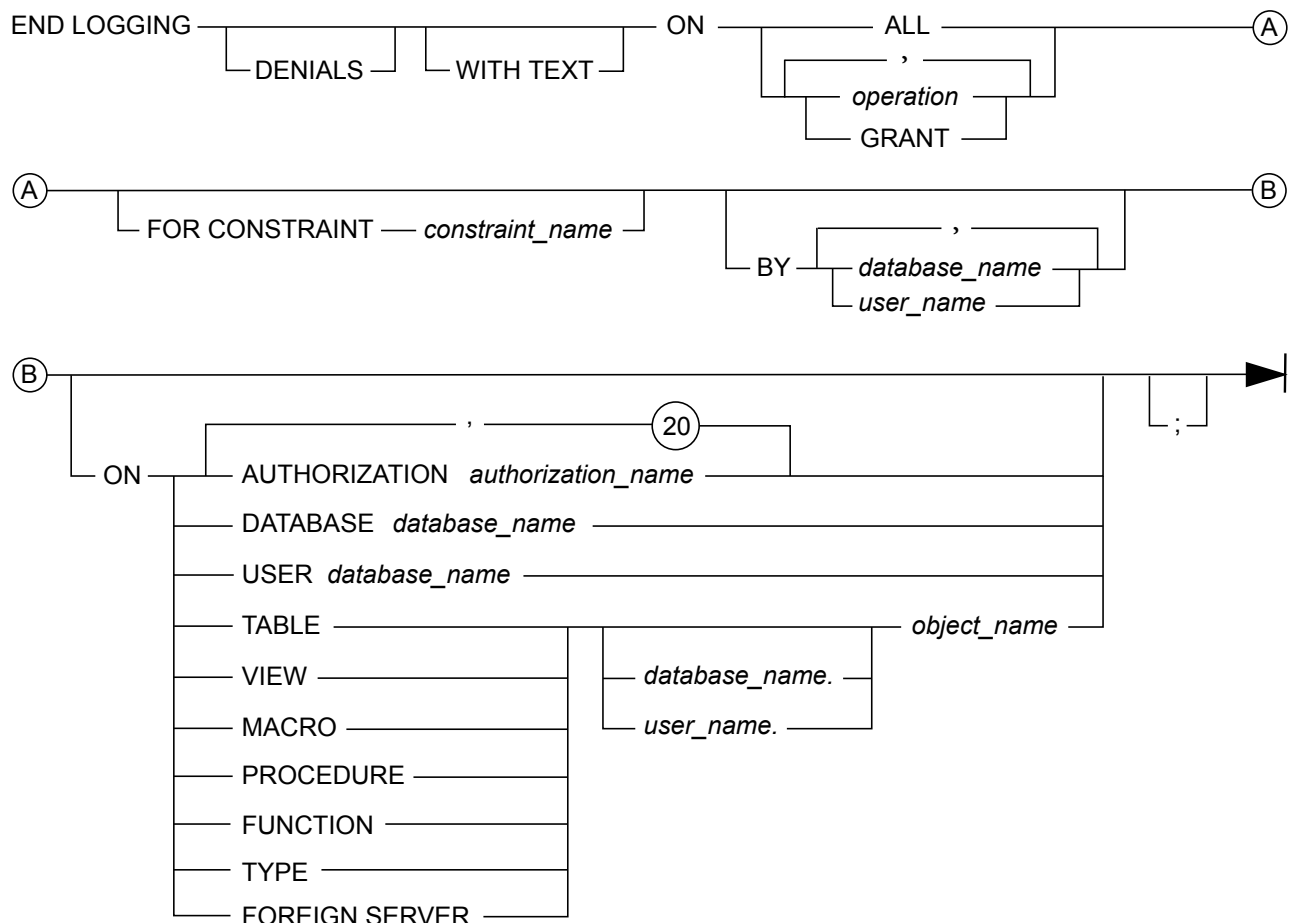 END LOGGING DENIALS WITH TEXT ON ALL A
,
operation
GRANT
A FOR CONSTRAINT constraint_name B
,
BY database_name
user_name
B
, 20 ;
ON AUTHORIZATION authorization_name
DATABASE database_name
USER database_name
TABLE object_name
VIEW database_name.
MACRO user_name.
PROCEDURE
FUNCTION
TYPE
FOREIGN SERVER